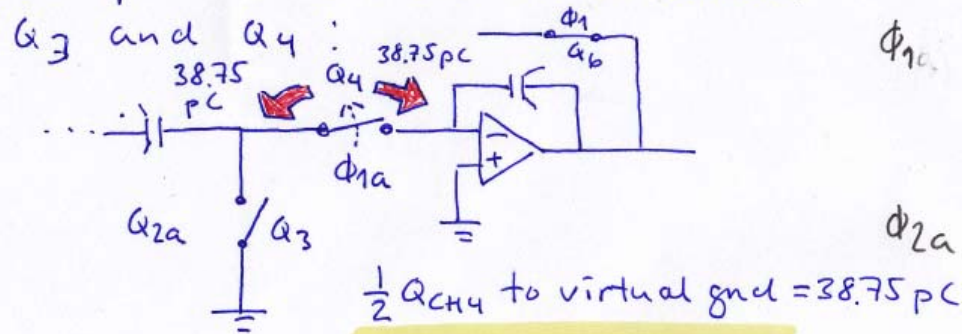 Q3 and Q4 :
38.75
pC
Q4
38.75pC
Φ1
Q6
Φ1a
Φ1a
Q2a
Q3
Φ2a
-
+
1/2 QCH4 to virtual gnd = 38.75 pC